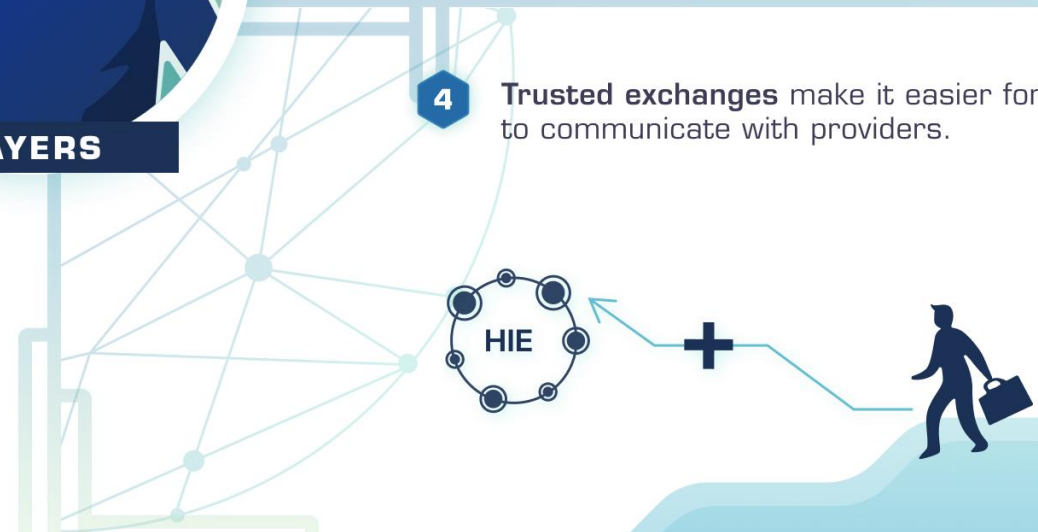 AYERS
4
Trusted exchanges make it easier for
to communicate with providers.
HIE